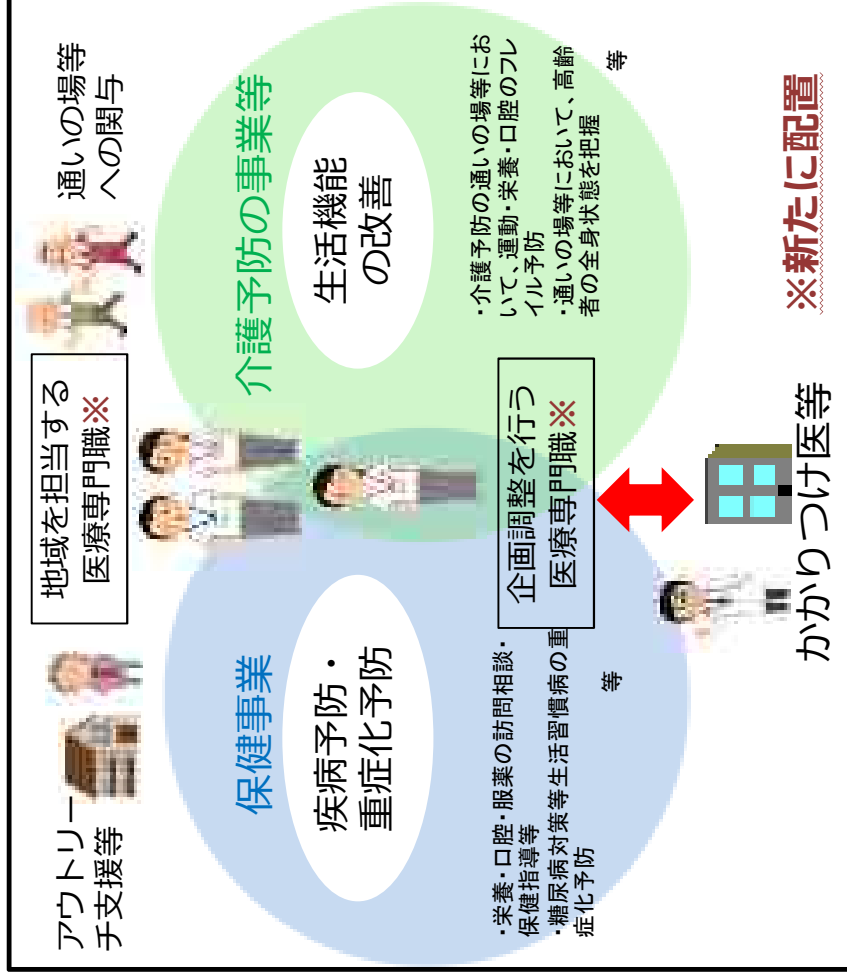 アウトリー
チ支援等
地域を担当する
医療専門職※
通いの場等
への関与
保健事業
疾病予防・
重症化予防
介護予防の事業等
生活機能
の改善
・栄養・口腔・服薬の訪問相談・
保健指導等
・糖尿病対策等生活習慣病の重
症化予防
等
企画調整を行う
医療専門職※
・介護予防の通いの場等にお
いて、運動・栄養・口腔のフレ
イル予防
・通いの場等において、高齢
者の全身状態を把握
等
かかりつけ医等
※新たに配置